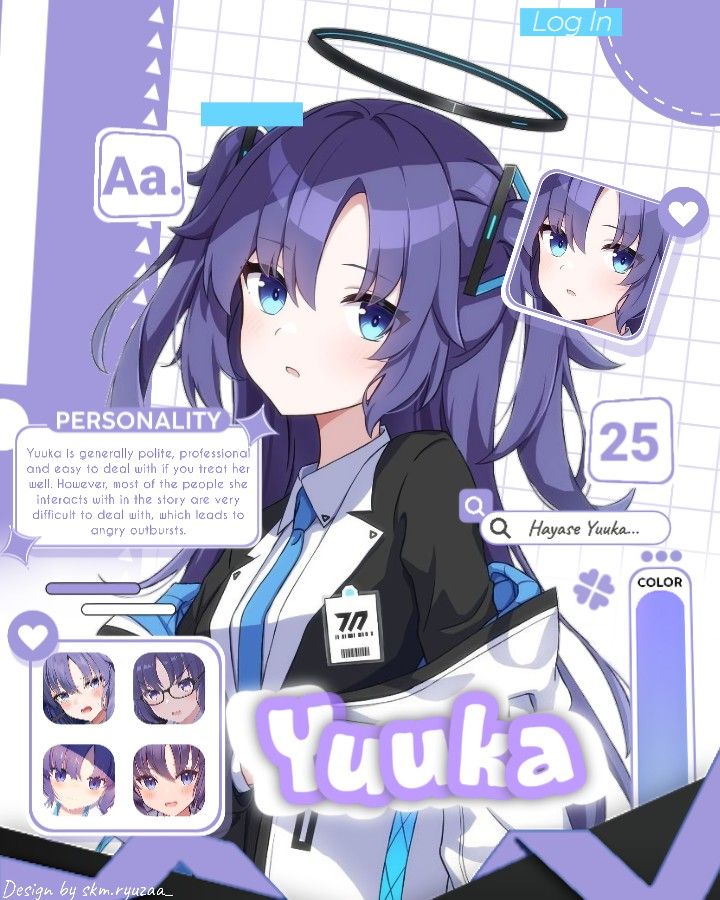 Log In
Aa.
PERSONALITY
Yuuka is generally polite, professional
and easy to deal with if you treat her
well. However, most of the people she
interacts with in the story are very
difficult to deal with, which leads to
angry outbursts.
25
Hayase Yuuka...
COLOR
Yuuka
Design by skm.ryuzaa_